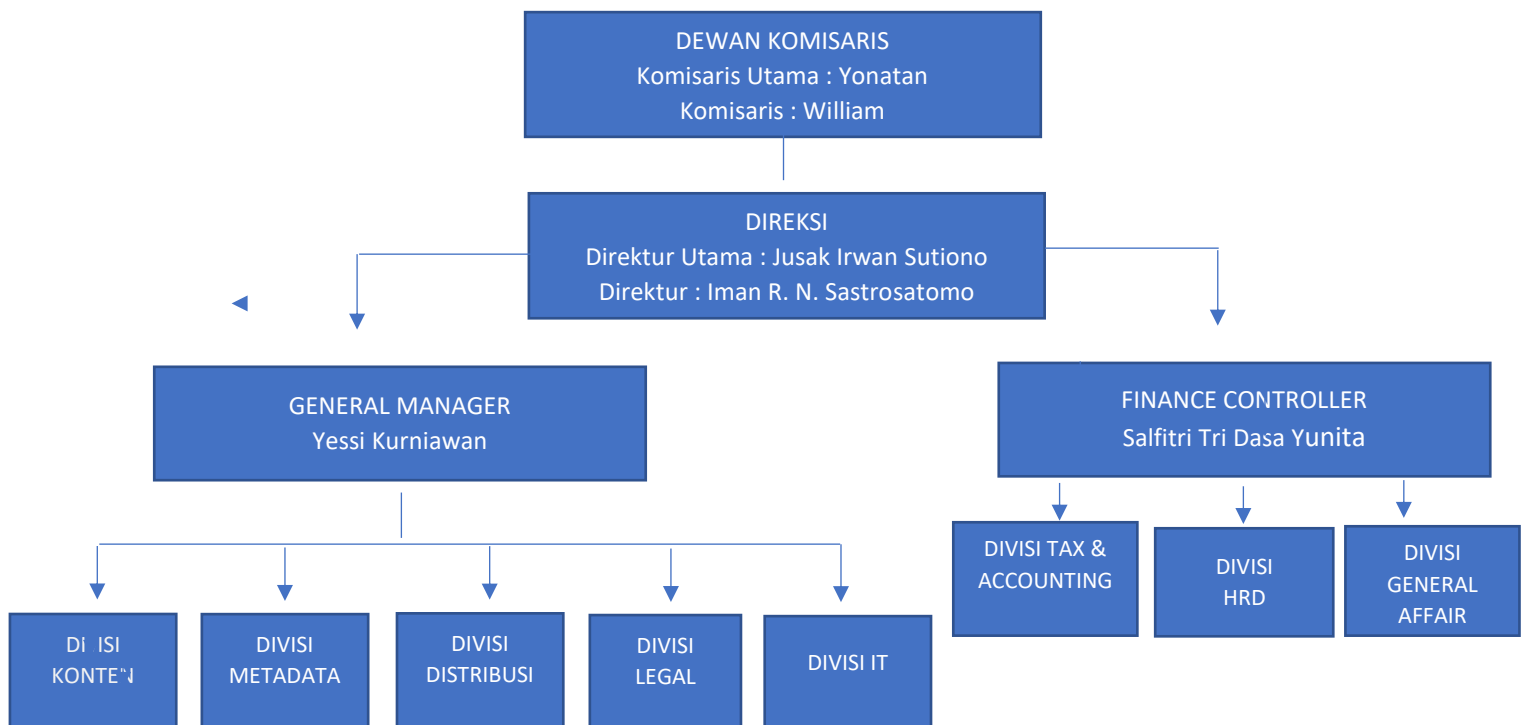 DEWAN KOMISARIS
Komisaris Utama : Yonatan
Komisaris : William
DIREKSI
Direktur Utama : Jusak Irwan Sutiono
Direktur : Iman R. N. Sastrosatomo
GENERAL MANAGER
Yessi Kurniawan
FINANCE CONTROLLER
Salfitri Tri Dasa Yunita
DIVISI TAX &
ACCOUNTING
DIVISI
HRD
DIVISI
GENERAL
AFFAIR
DIVISI
KONTEN
DIVISI
METADATA
DIVISI
DISTRIBUSI
DIVISI
LEGAL
DIVISI IT